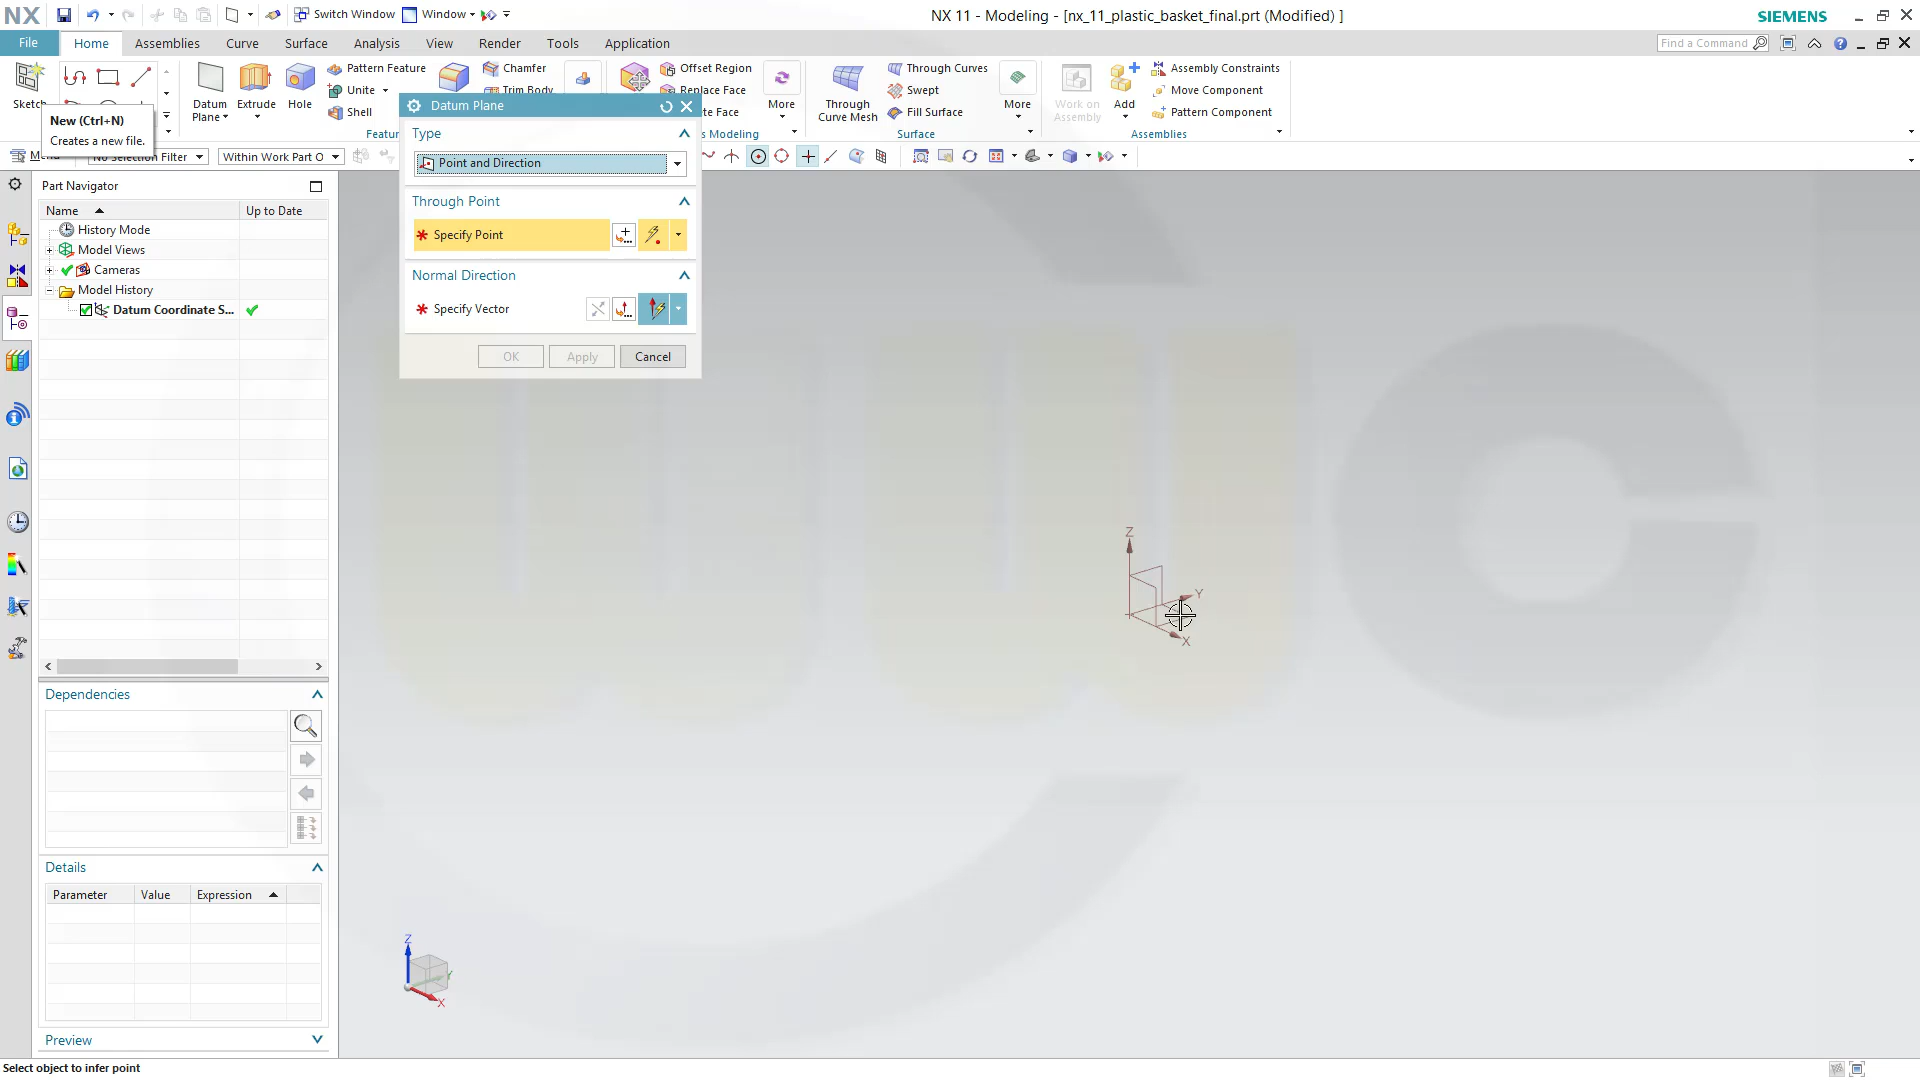 NX Switch Window Window NX 11 - Modeling - [nx_11_plastic_basket_final.prt (Modified) ] SIEMENS
File Home Assemblies Curve Surface Analysis View Render Tools Application Find a Command
Sketch
Datum Plane
Extrude
Hole
Pattern Feature
Unite
Shell
Chamfer
Trim Body
Offset Region
Replace Face
More
Through Curve Mesh
Through Curves
Swept
Fill Surface
More
Surface
Work on Assembly
Add
Assembly Constraints
Move Component
Pattern Component
Assemblies
New (Ctrl+N)
Creates a new file.
No Selection Filter
Within Work Part O
Datum Plane
Type
Point and Direction
Through Point
* Specify Point
Normal Direction
* Specify Vector
OK Apply Cancel
Part Navigator
Name Up to Date
History Mode
Model Views
Cameras
Model History
Datum Coordinate S...
Dependencies
Details
Parameter Value Expression
Preview
Z
Y
X
Z
Y
X
Select object to infer point